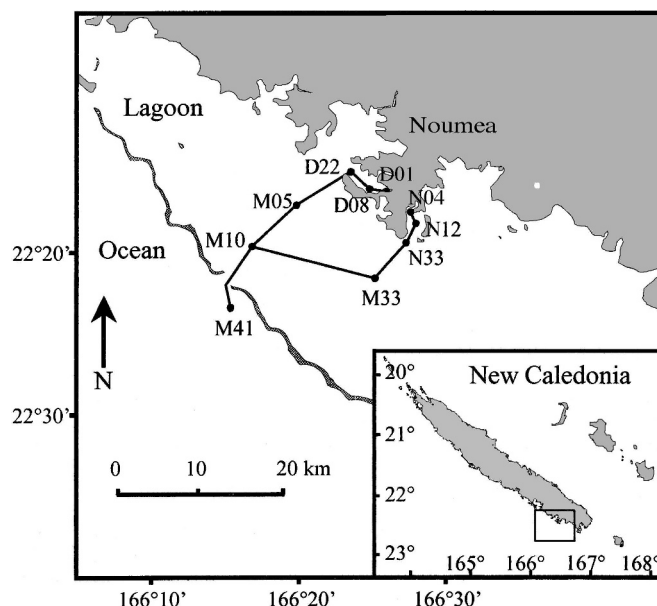 Lagoon
Noumea
D22
D01
M05
D08
N04
M10
N12
Ocean
N33
22°20'
M33
M41
N
New Caledonia
20°
22°30'
21°
0 10 20 km
22°
23°
165° 166° 167° 168°
166°10' 166°20' 166°30'